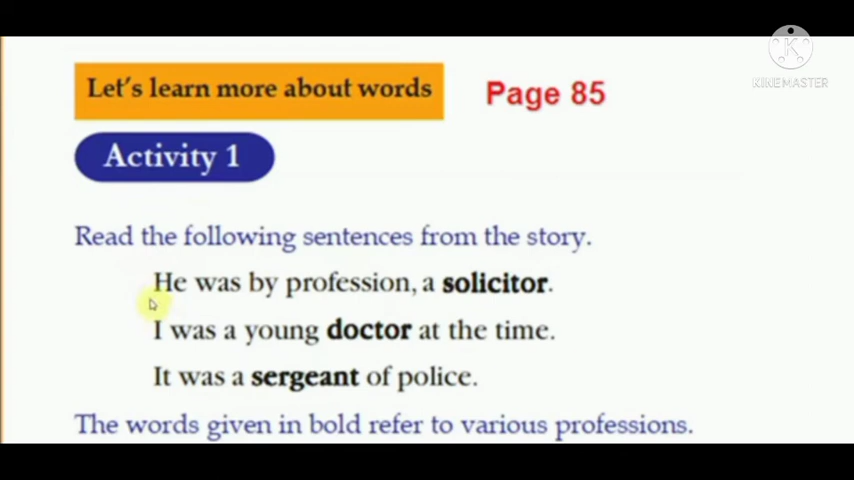 KINEMASTER
Let's learn more about words
Page 85
Activity 1
Read the following sentences from the story.
He was by profession, a solicitor.
I was a young doctor at the time.
It was a sergeant of police.
The words given in bold refer to various professions.